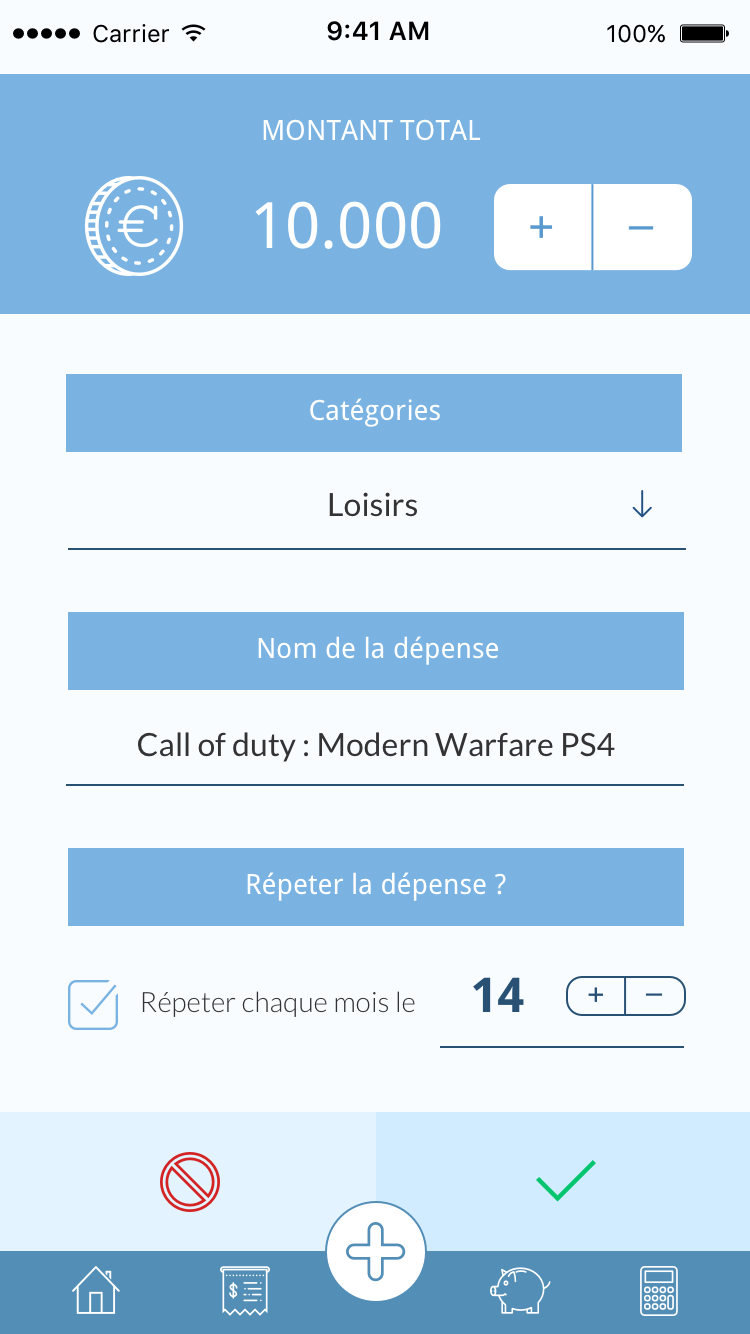 Carrier 9:41 AM 100%
MONTANT TOTAL
€ 10.000 + −
Catégories
Loisirs
Nom de la dépense
Call of duty : Modern Warfare PS4
Répeter la dépense ?
Répeter chaque mois le 14 + −
$